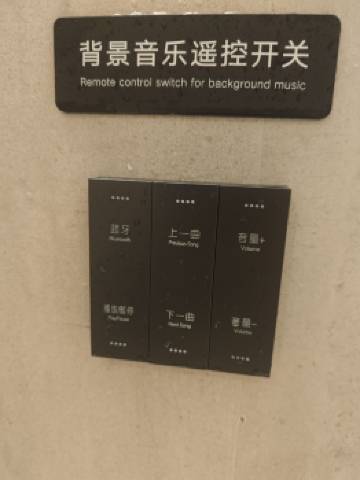 背景音乐遥控开关
Remote control switch for background music
蓝牙
Bluetooth
上一曲
Previous Song
音量+
Volume
播放/暂停
Play/Pause
下一曲
Next Song
音量-
Volume